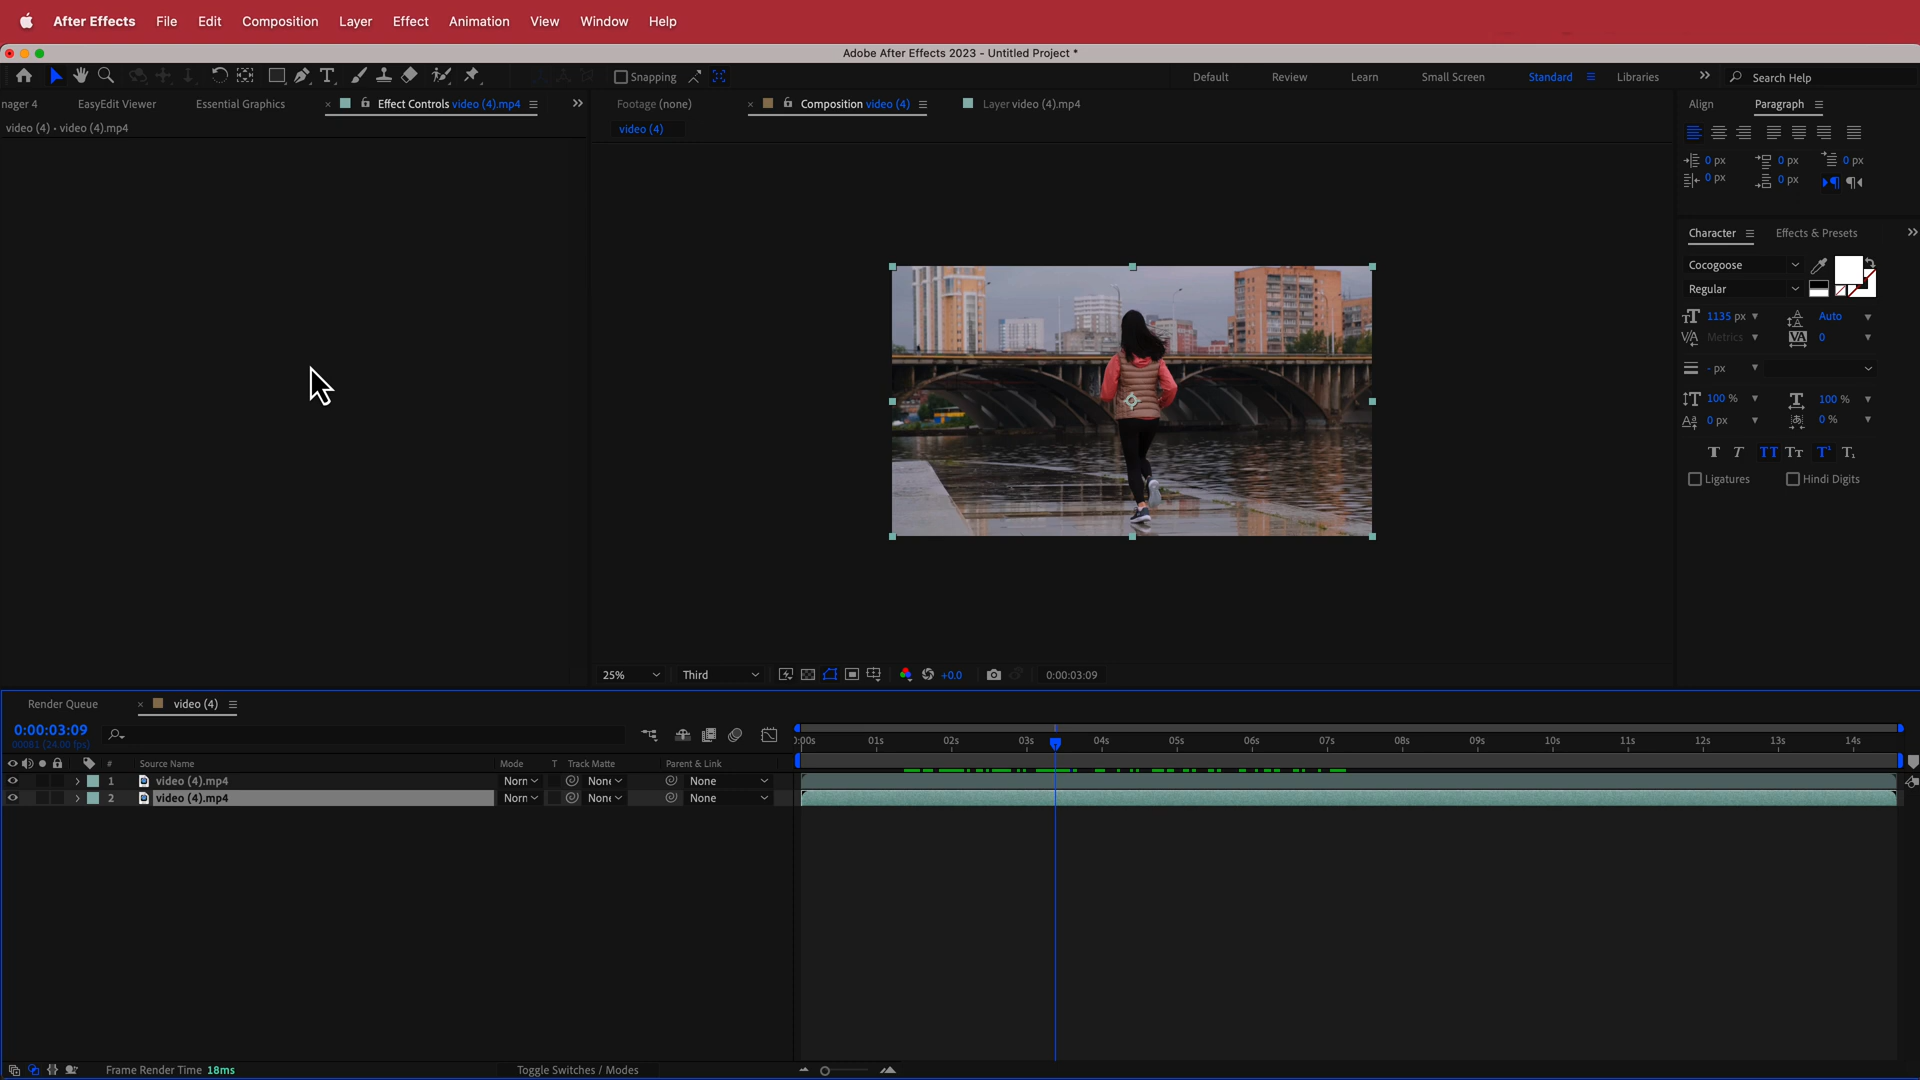 After Effects File Edit Composition Layer Effect Animation View Window Help
Adobe After Effects 2023 - Untitled Project *
Snapping
Default Review Learn Small Screen Standard Libraries Search Help
nager 4 EasyEdit Viewer Essential Graphics × Effect Controls video (4).mp4
Footage (none) × Composition video (4) Layer video (4).mp4
Align Paragraph
video (4) • video (4).mp4
video (4)
0 px 0 px 0 px
0 px 0 px
Character Effects & Presets
Cocogoose
Regular
1135 px Auto
Metrics 0
- px
100 % 100 %
0 px 0 %
Ligatures Hindi Digits
25% Third +0.0 0:00:03:09
Render Queue × video (4)
0:00:03:09
00081 (24.00 fps)
0:00s 01s 02s 03s 04s 05s 06s 07s 08s 09s 10s 11s 12s 13s 14s
# Source Name Mode T Track Matte Parent & Link
1 video (4).mp4 Norn None None
2 video (4).mp4 Norn None None
Frame Render Time 18ms Toggle Switches / Modes